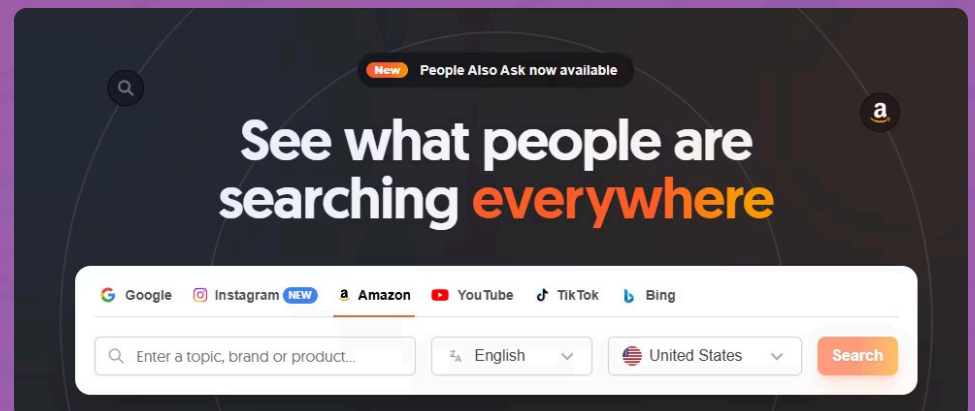 New People Also Ask now available
See what people are
searching everywhere
Google Instagram NEW Amazon YouTube TikTok Bing
Enter a topic, brand or product... English United States Search